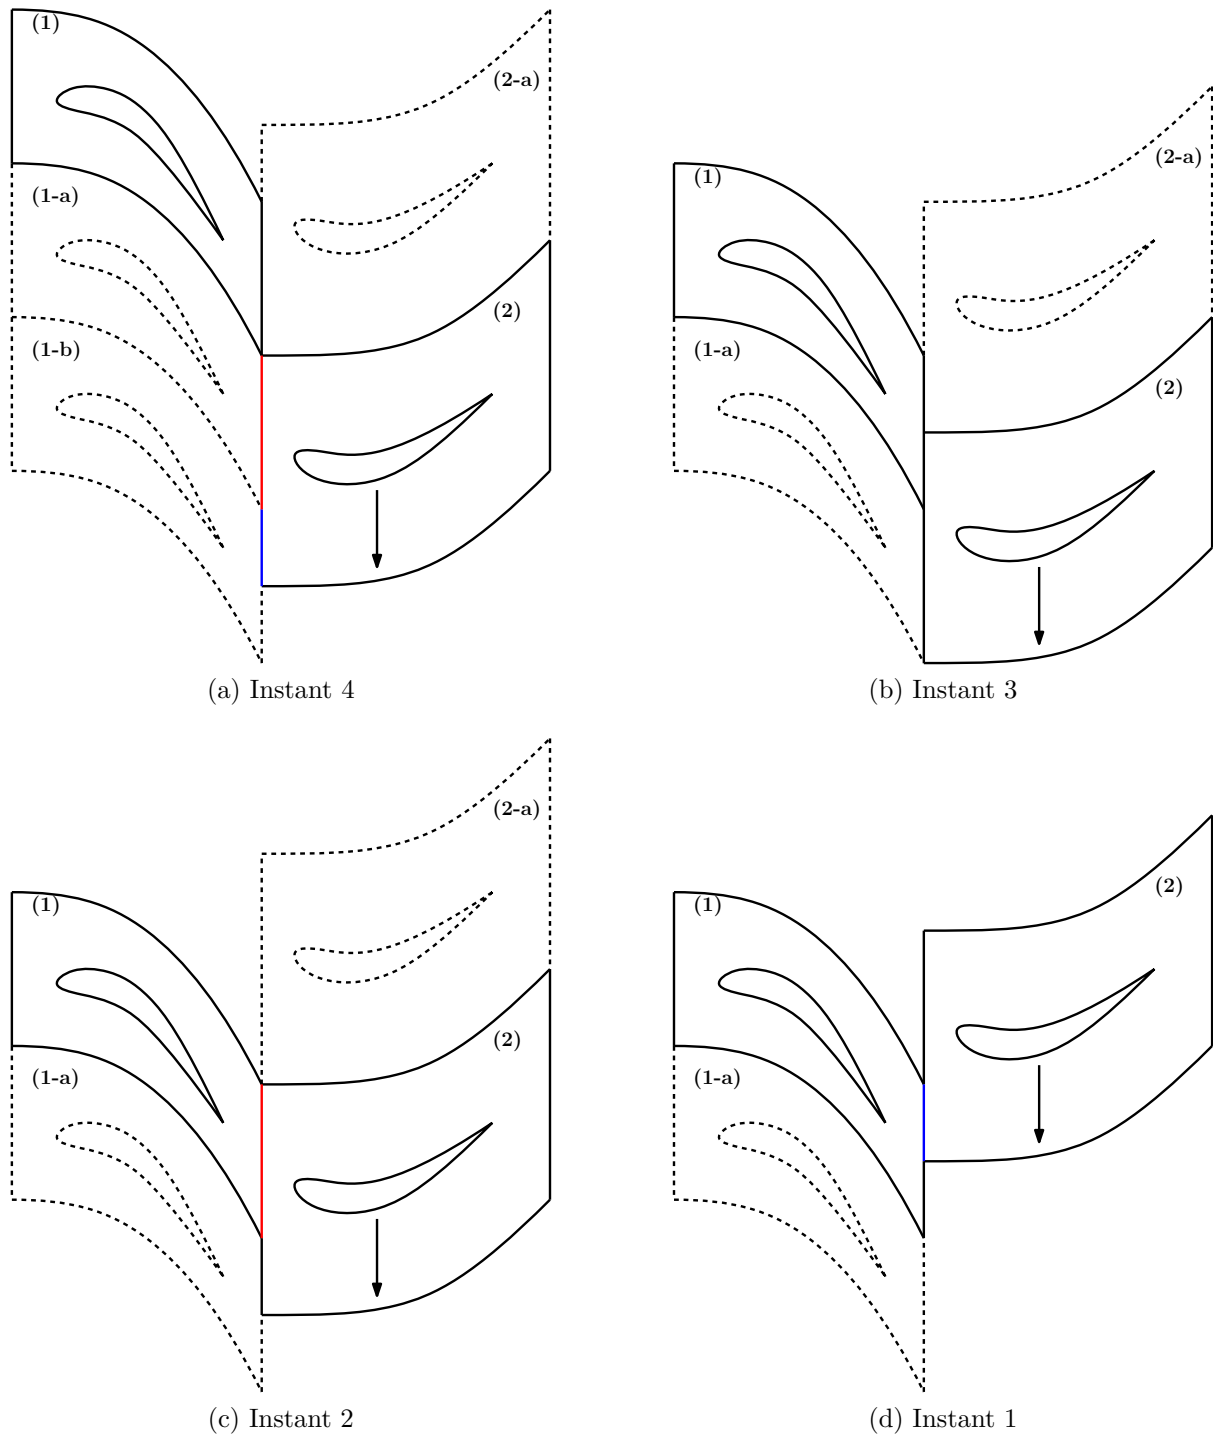 (1)
(2-a)
(1-a)
(2)
(1-b)
(a) Instant 4
(2-a)
(1)
(1-a)
(2)
(b) Instant 3
(2-a)
(1)
(2)
(1-a)
(c) Instant 2
(2)
(1)
(1-a)
(d) Instant 1